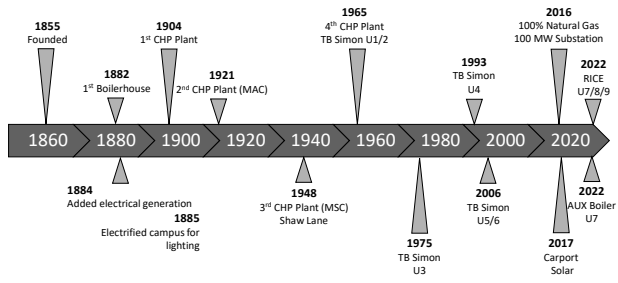 1855
Founded
1904
1st CHP Plant
1882
1st Boilerhouse
1921
2nd CHP Plant (MAC)
1965
4th CHP Plant
TB Simon U1/2
1993
TB Simon
U4
2016
100% Natural Gas
100 MW Substation
2022
RICE
U7/8/9
1860 1880 1900 1920 1940 1960 1980 2000 2020
1884
Added electrical generation
1885
Electrified campus for
lighting
1948
3rd CHP Plant (MSC)
Shaw Lane
1975
TB Simon
U3
2006
TB Simon
U5/6
2017
Carport
Solar
2022
AUX Boiler
U7